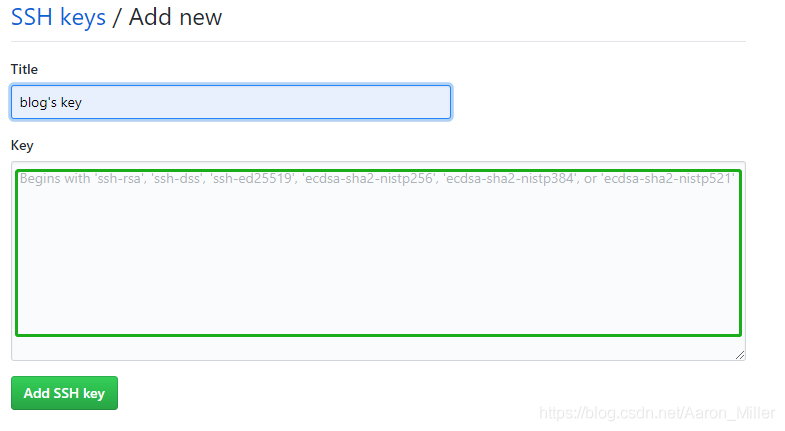 SSH keys / Add new
Title
blog's key
Key
Begins with 'ssh-rsa', 'ssh-dss', 'ssh-ed25519', 'ecdsa-sha2-nistp256', 'ecdsa-sha2-nistp384', or 'ecdsa-sha2-nistp521'
Add SSH key
https://blog.csdn.net/Aaron_Miller